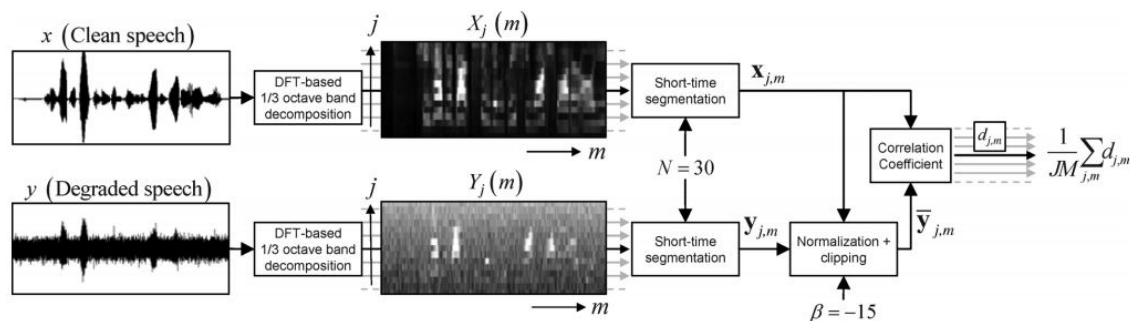 x (Clean speech)
j
X_j (m)
DFT-based
1/3 octave band
decomposition
m
Short-time
segmentation
x_{j,m}
N = 30
Correlation
Coefficient
d_{j,m}
\frac{1}{JM} \sum_{j,m} d_{j,m}
y (Degraded speech)
j
Y_j (m)
DFT-based
1/3 octave band
decomposition
m
Short-time
segmentation
y_{j,m}
Normalization +
clipping
β = −15
ȳ_{j,m}